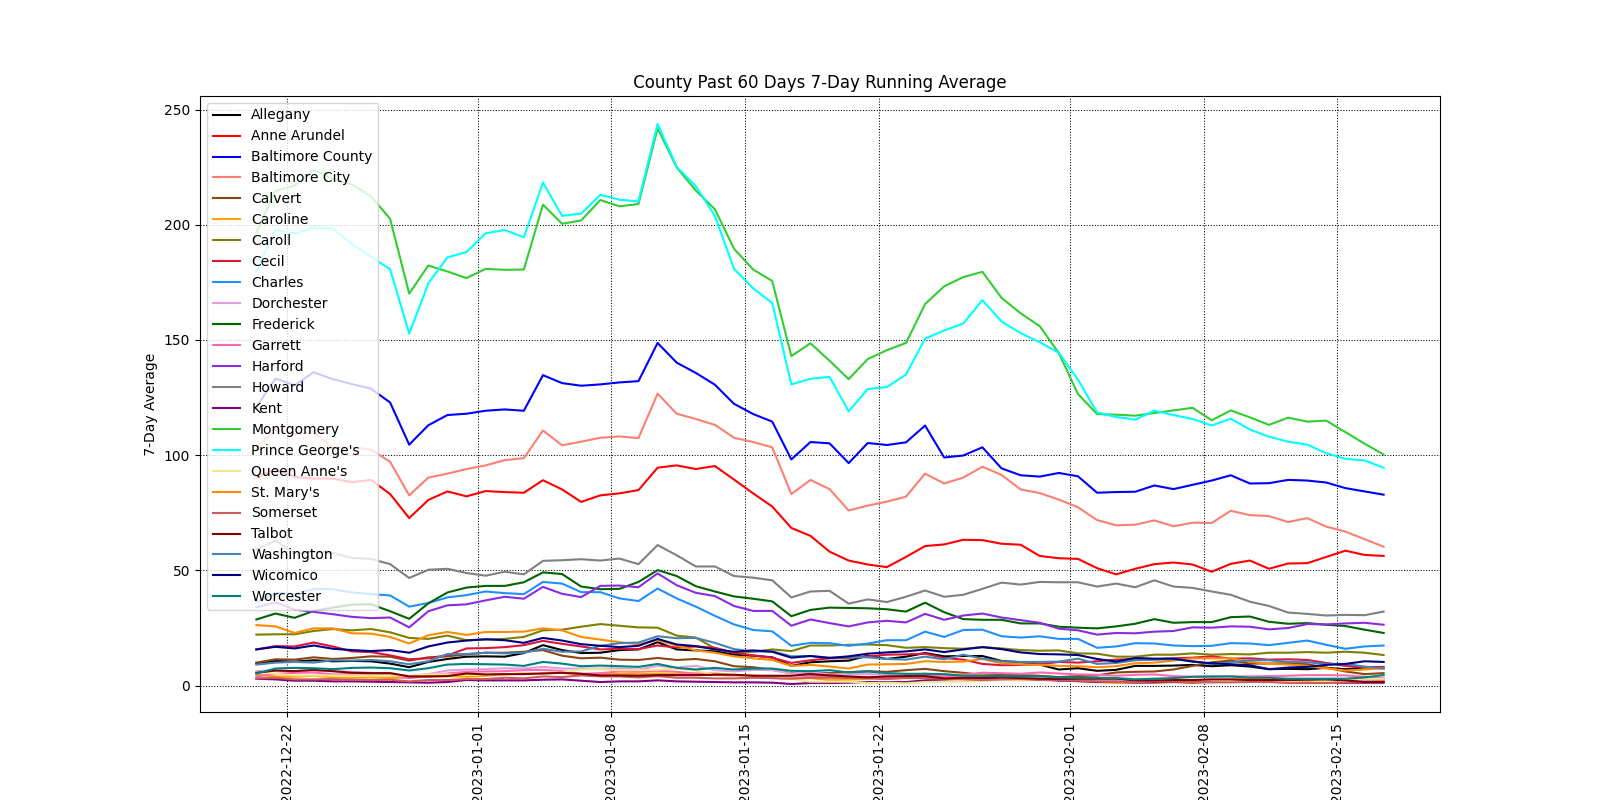 County Past 60 Days 7-Day Running Average
250
200
150
100
50
0
7-Day Average
Allegany
Anne Arundel
Baltimore County
Baltimore City
Calvert
Caroline
Caroll
Cecil
Charles
Dorchester
Frederick
Garrett
Harford
Howard
Kent
Montgomery
Prince George's
Queen Anne's
St. Mary's
Somerset
Talbot
Washington
Wicomico
Worcester
2022-12-22
2023-01-01
2023-01-08
2023-01-15
2023-01-22
2023-02-01
2023-02-08
2023-02-15